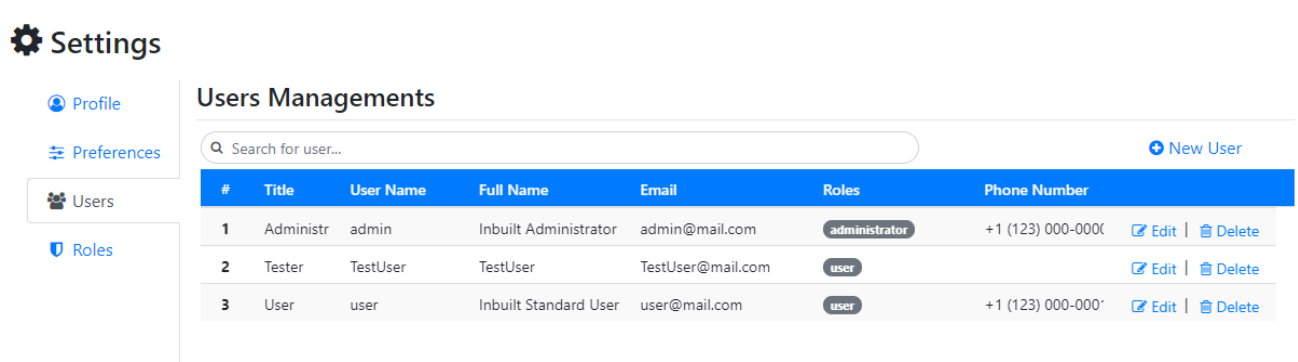 Settings
Profile
Preferences
Users
Roles
Users Managements
Search for user...
New User
# Title User Name Full Name Email Roles Phone Number
1 Administr admin Inbuilt Administrator admin@mail.com administrator +1 (123) 000-000 Edit | Delete
2 Tester TestUser TestUser TestUser@mail.com user Edit | Delete
3 User user Inbuilt Standard User user@mail.com user +1 (123) 000-000 Edit | Delete